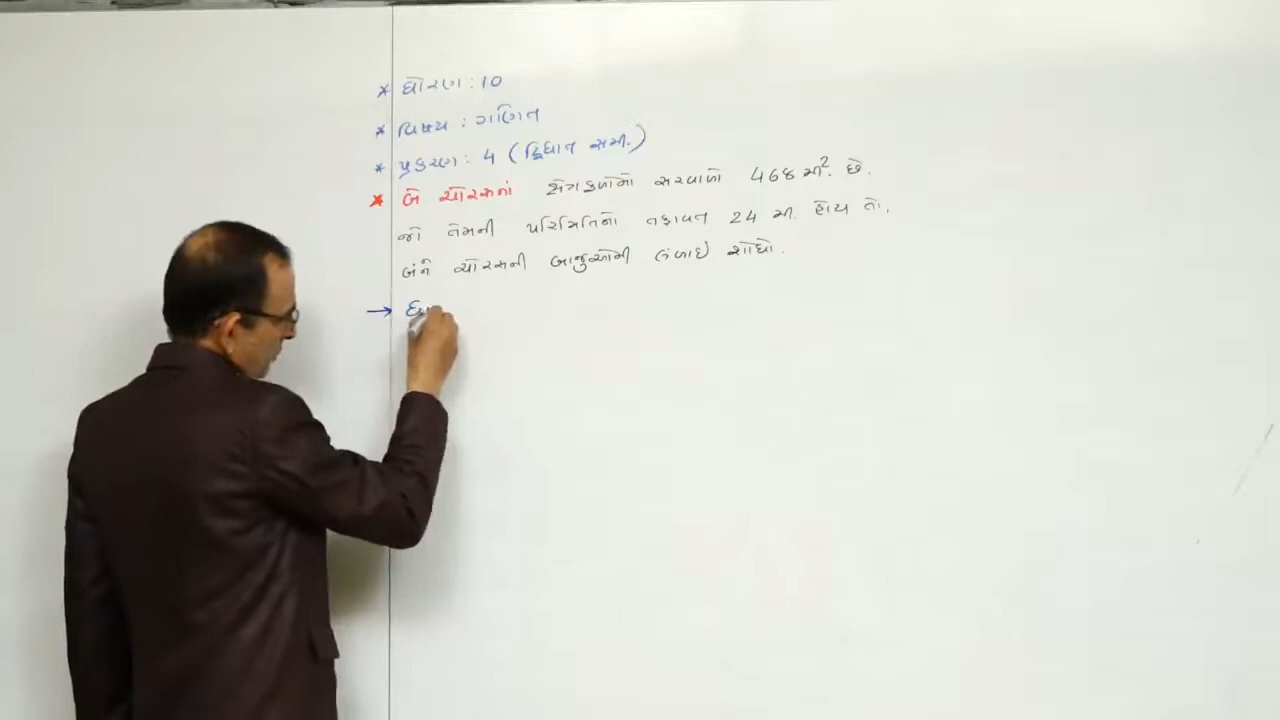 * ધોરણ : 10
* વિષય : ગણિત
* પ્રકરણ : 4 ( દ્વિઘાત સમી. )
* બે ચોરસનાં ક્ષેત્રફળોનો સરવાળો 468 મી². છે.
જો તેમની પરિમિતિનો તફાવત 24 મી. હોય તો,
બંને ચોરસની બાજુઓની લંબાઈ શોધો.
→